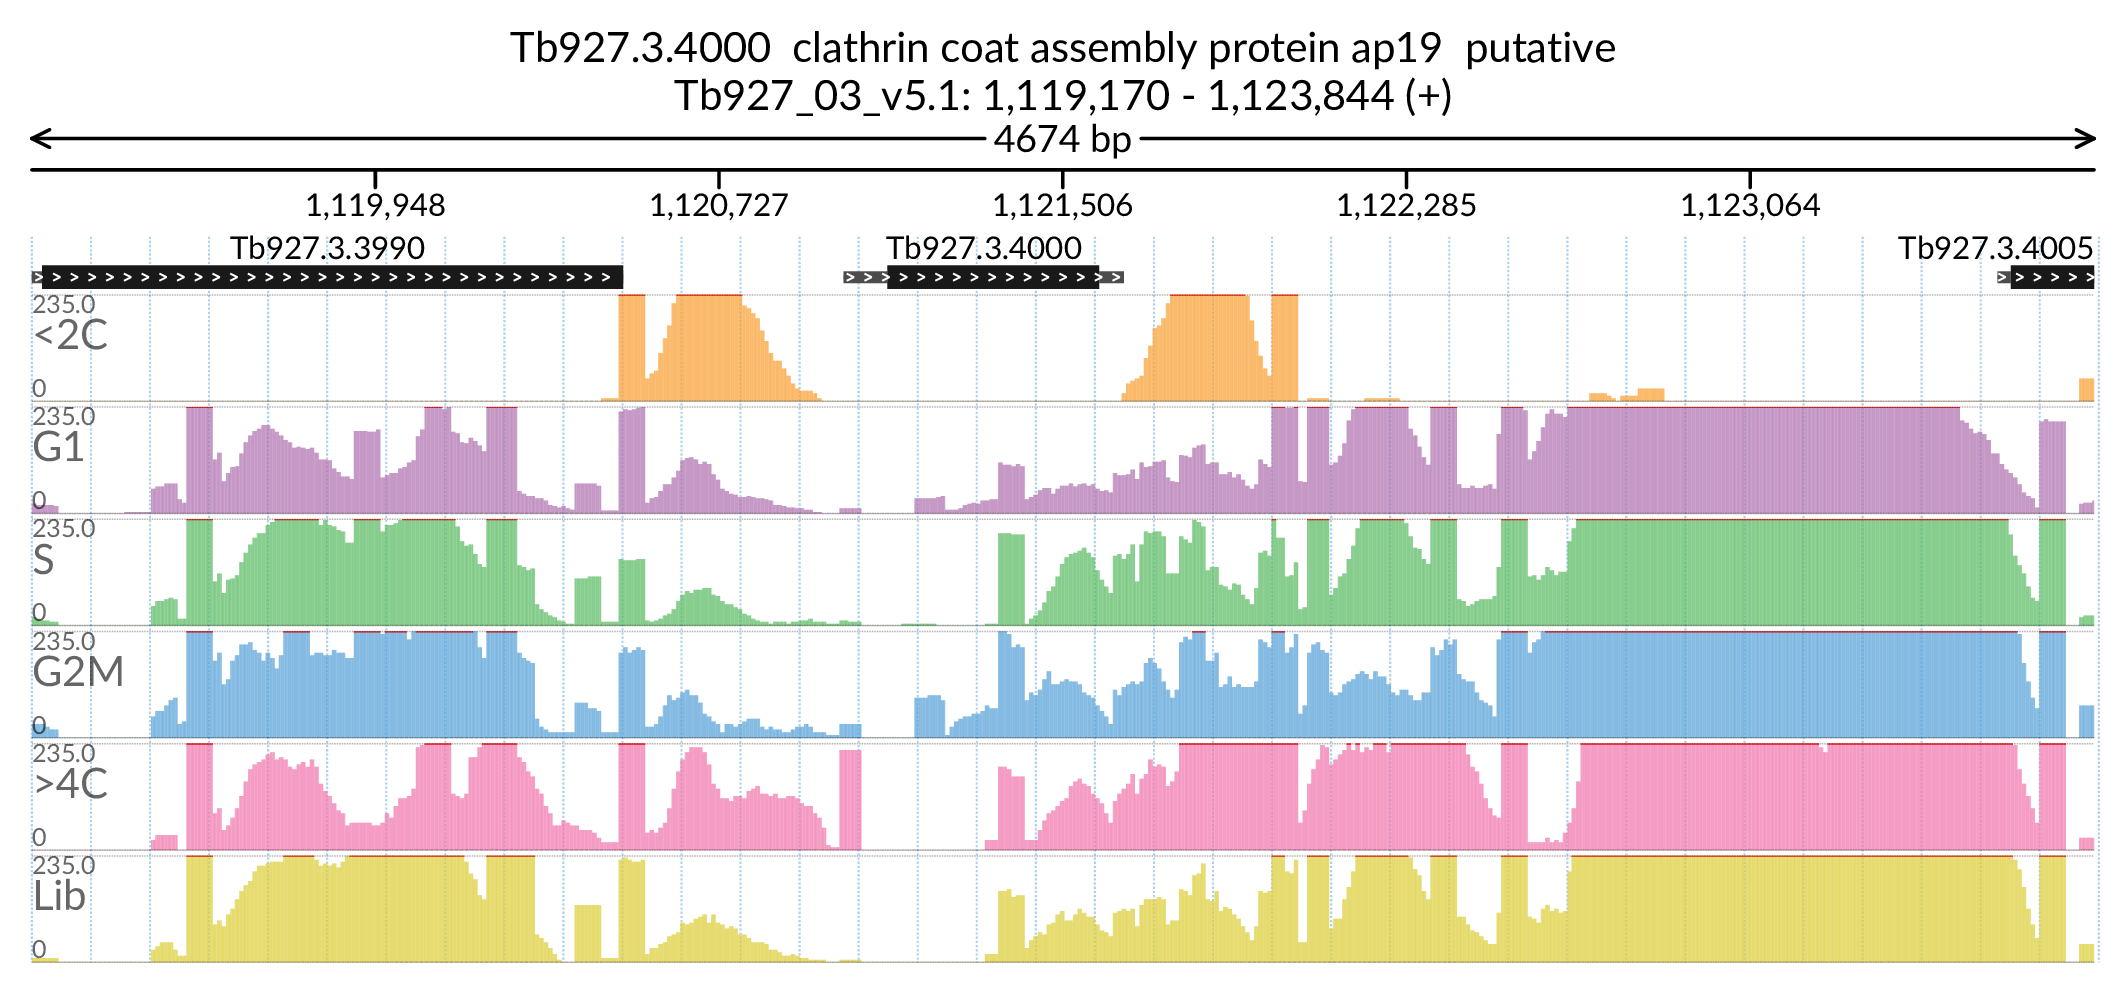 Tb927.3.4000 clathrin coat assembly protein ap19 putative
Tb927_03_v5.1: 1,119,170 - 1,123,844 (+)
4674 bp
1,119,948 1,120,727 1,121,506 1,122,285 1,123,064
Tb927.3.3990 Tb927.3.4000 Tb927.3.4005
235.0
<2C
0
235.0
G1
0
235.0
S
0
235.0
G2M
0
235.0
>4C
0
235.0
Lib
0